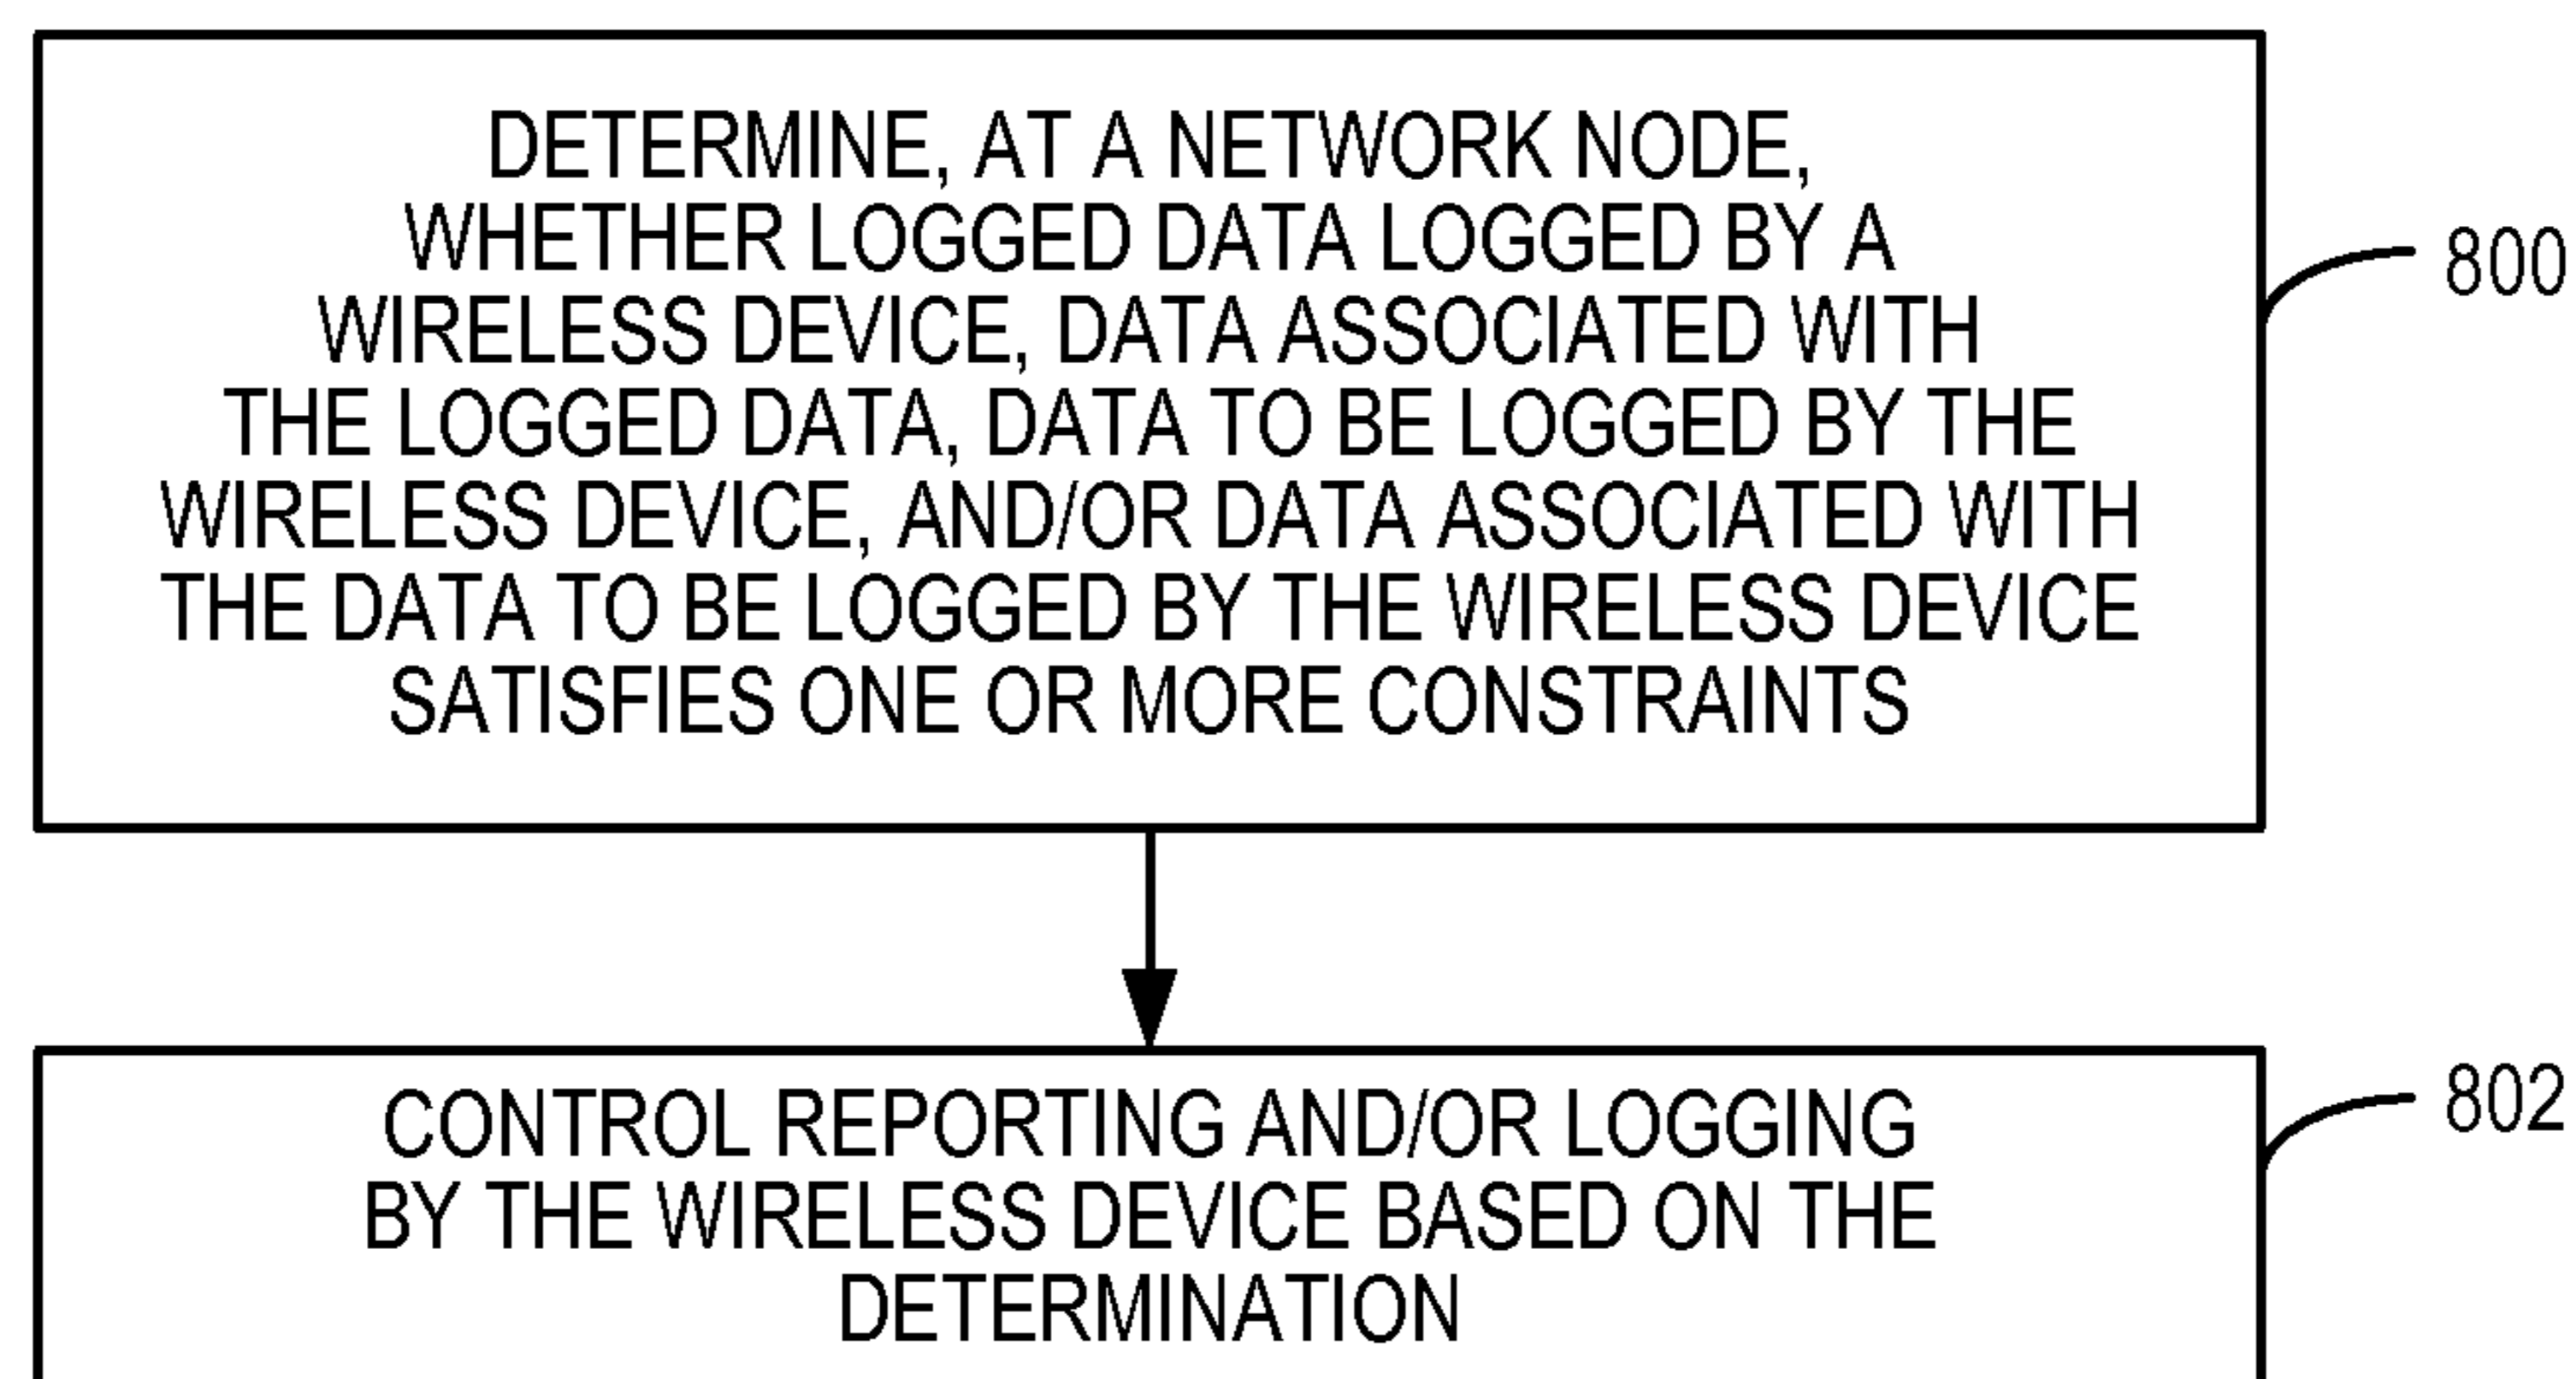 DETERMINE, AT A NETWORK NODE,
WHETHER LOGGED DATA LOGGED BY A
WIRELESS DEVICE, DATA ASSOCIATED WITH
THE LOGGED DATA, DATA TO BE LOGGED BY THE
WIRELESS DEVICE, AND/OR DATA ASSOCIATED WITH
THE DATA TO BE LOGGED BY THE WIRELESS DEVICE
SATISFIES ONE OR MORE CONSTRAINTS
800
CONTROL REPORTING AND/OR LOGGING
BY THE WIRELESS DEVICE BASED ON THE
DETERMINATION
802